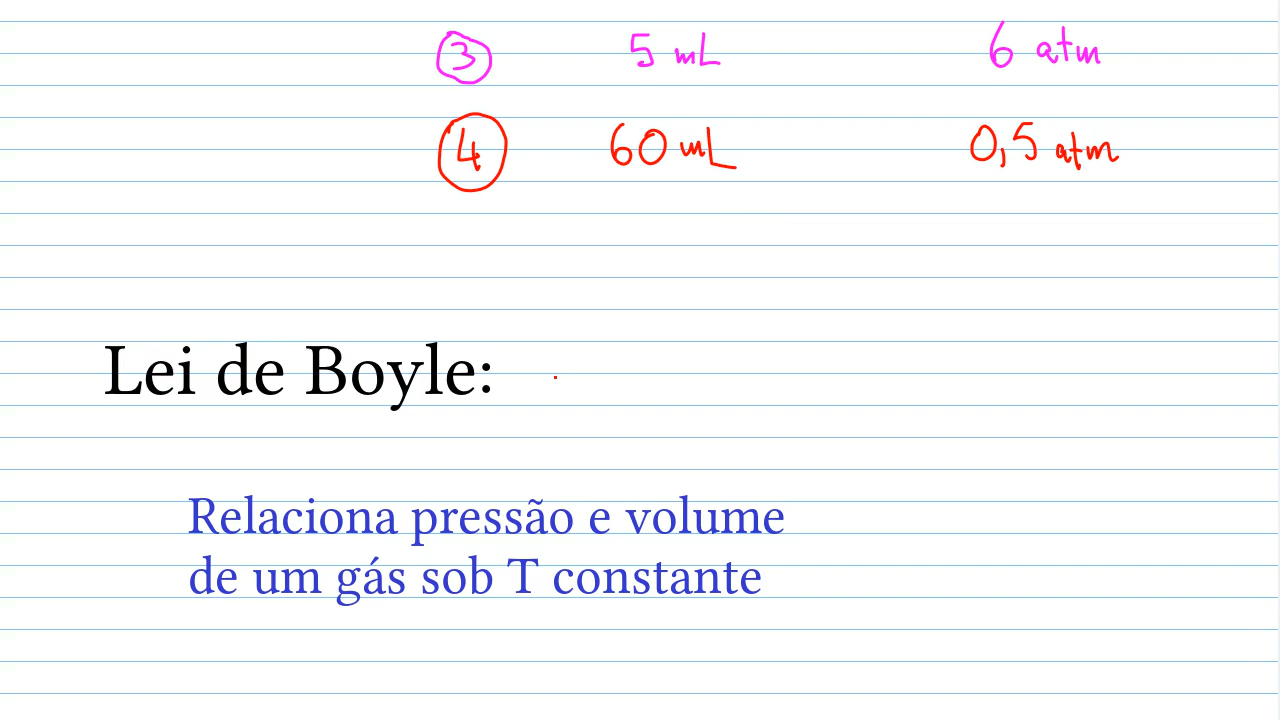 3 5 mL 6 atm
4 60 mL 0,5 atm
Lei de Boyle:
Relaciona pressão e volume
de um gás sob T constante